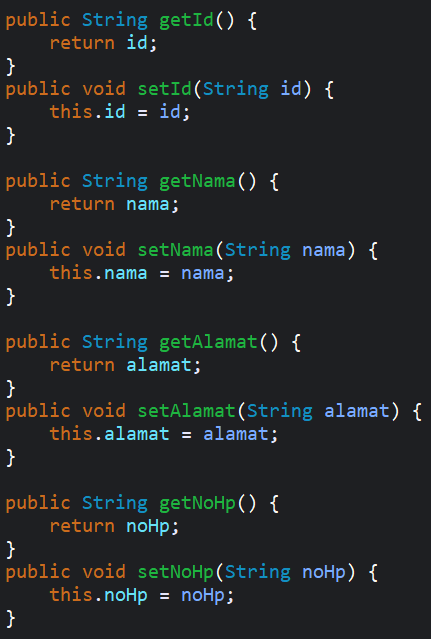 public String getId() {
    return id;
}
public void setId(String id) {
    this.id = id;
}

public String getNama() {
    return nama;
}
public void setNama(String nama) {
    this.nama = nama;
}

public String getAlamat() {
    return alamat;
}
public void setAlamat(String alamat) {
    this.alamat = alamat;
}

public String getNoHp() {
    return noHp;
}
public void setNoHp(String noHp) {
    this.noHp = noHp;
}